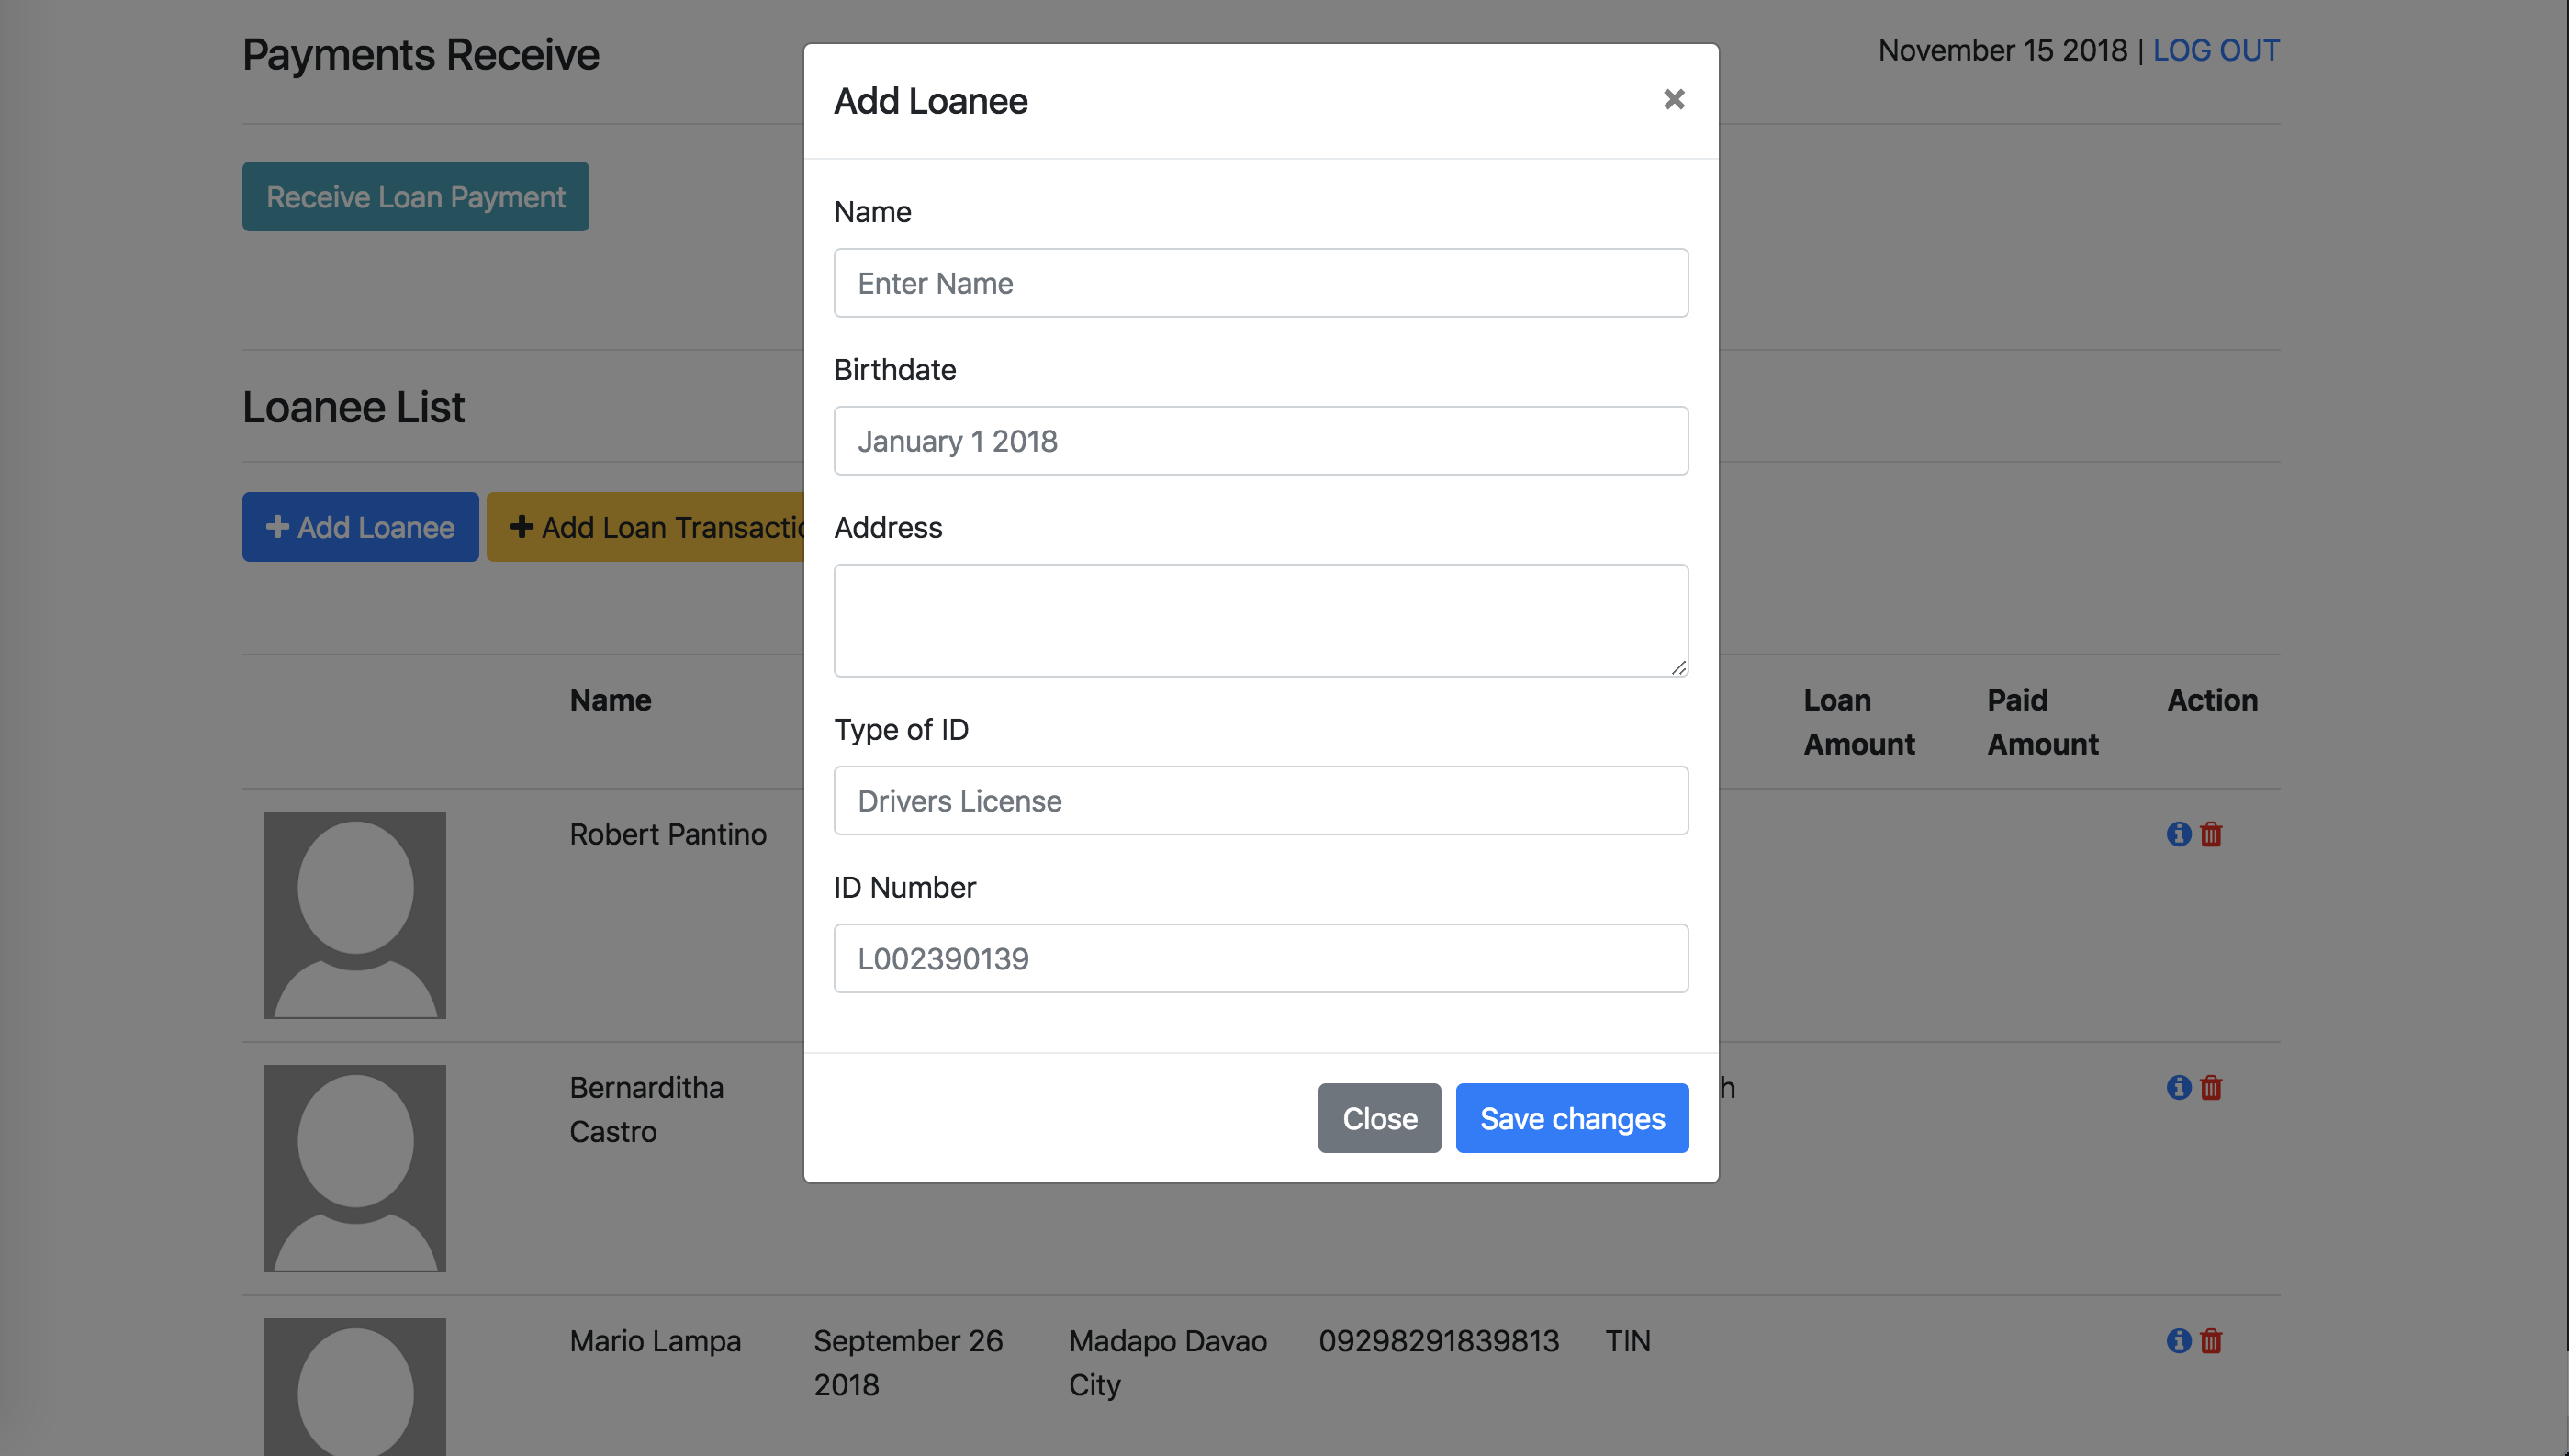 Payments Receive
November 15 2018 | LOG OUT
Receive Loan Payment
Loanee List
Add Loanee
Add Loan
Add Loanee
Name
Enter Name
Birthdate
January 1 2018
Address
Type of ID
Drivers License
ID Number
L002390139
Close
Save changes
Name
Loan
Amount
Paid
Amount
Action
Robert Pantino
Bernarditha
Castro
Mario Lampa
September 26
2018
Madapo Davao
City
09298291839813
TIN